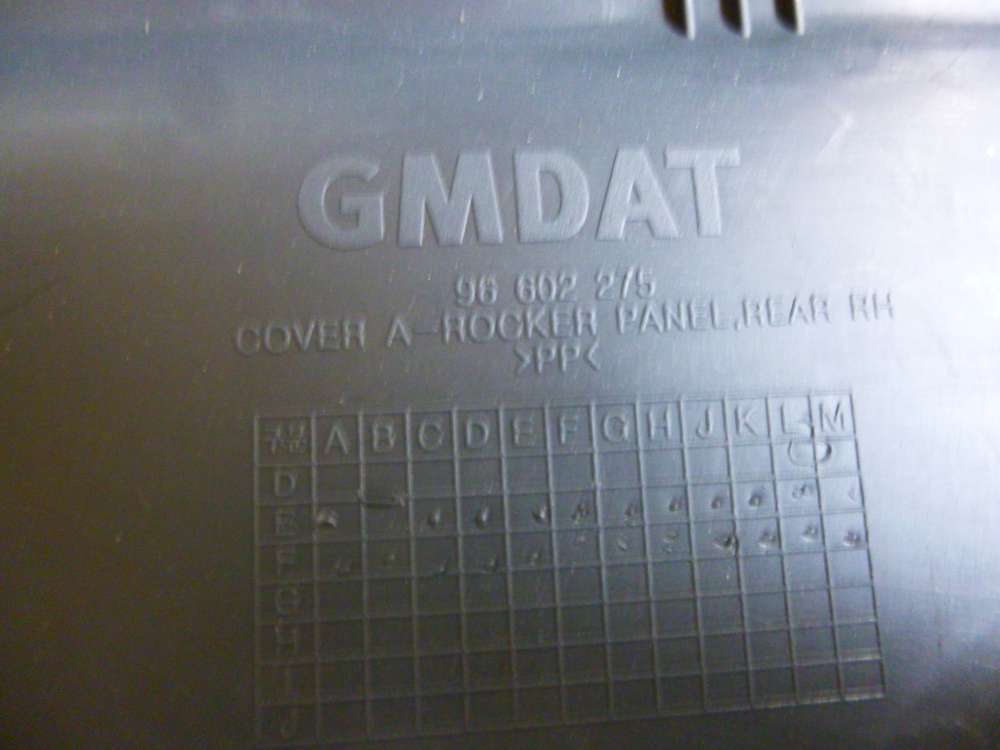 GMDAT
96 602 275
COVER A-ROCKER PANEL,REAR RH
>PP<
A B C D E F G H J K L M
D
E
F
G
H
I
J